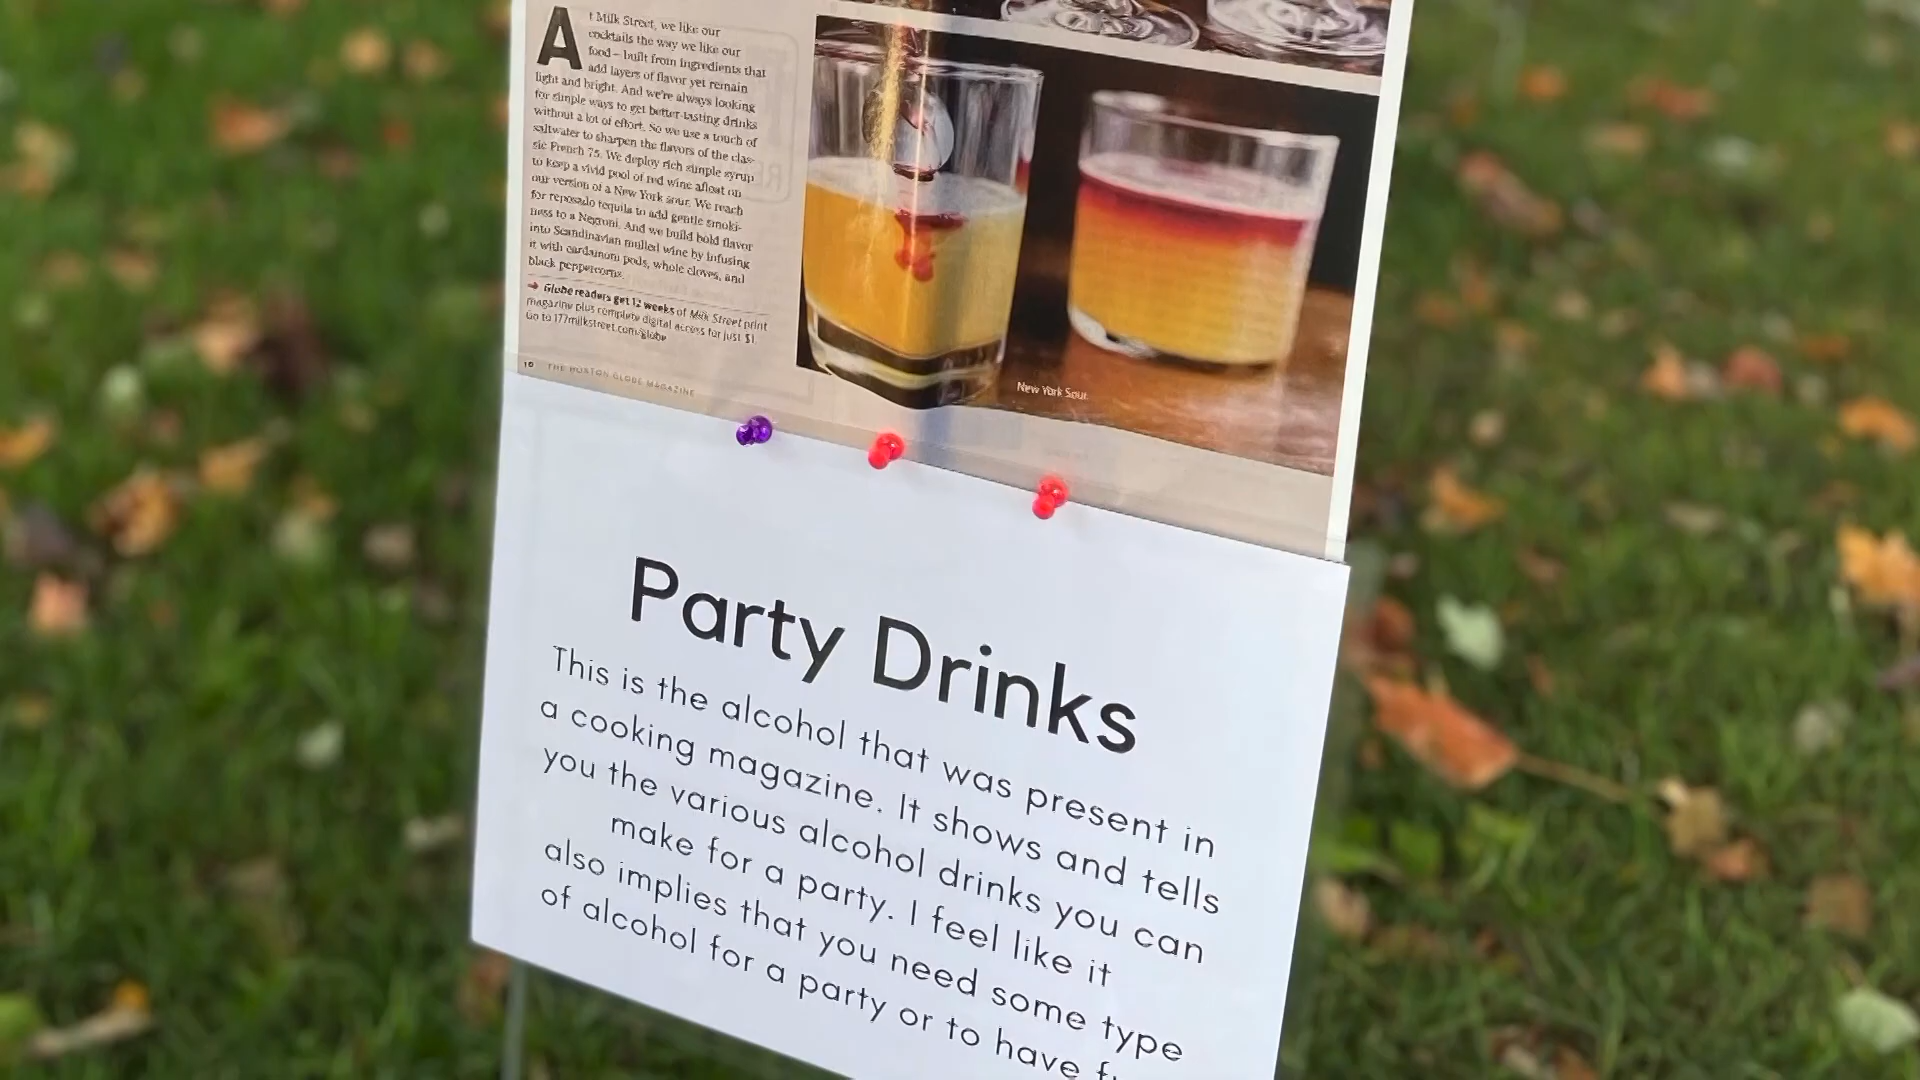 At Milk Street, we like our
cocktails the way we like our
food – built from ingredients that
add layers of flavor yet remain
light and bright. And we're always looking
for simple ways to get better-tasting drinks
without a lot of effort. So we use a touch of
saltwater to sharpen the flavors of the clas-
sic French 75. We deploy rich simple syrup
to keep a vivid pool of red wine afloat on
our version of a New York sour. We reach
for reposado tequila to add gentle smoki-
ness to a Negroni. And we build bold flavor
into Scandinavian mulled wine by infusing
it with cardamom pods, whole cloves, and
black peppercorns.
➔ Globe readers get 12 weeks of Milk Street print
magazine plus complete digital access for just $1.
Go to 177milkstreet.com/globe
10 THE BOSTON GLOBE MAGAZINE
New York Sour
Party Drinks
This is the alcohol that was present in
a cooking magazine. It shows and tells
you the various alcohol drinks you can
make for a party. I feel like it
also implies that you need some type
of alcohol for a party or to have